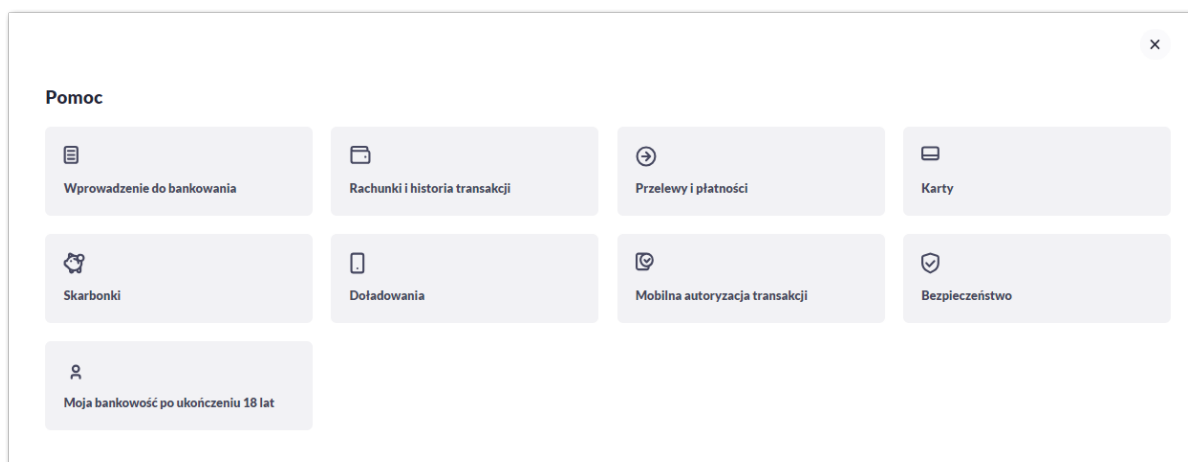 Pomoc
Wprowadzenie do bankowania
Rachunki i historia transakcji
Przelewy i płatności
Karty
Skarbonki
Doładowania
Mobilna autoryzacja transakcji
Bezpieczeństwo
Moja bankowość po ukończeniu 18 lat